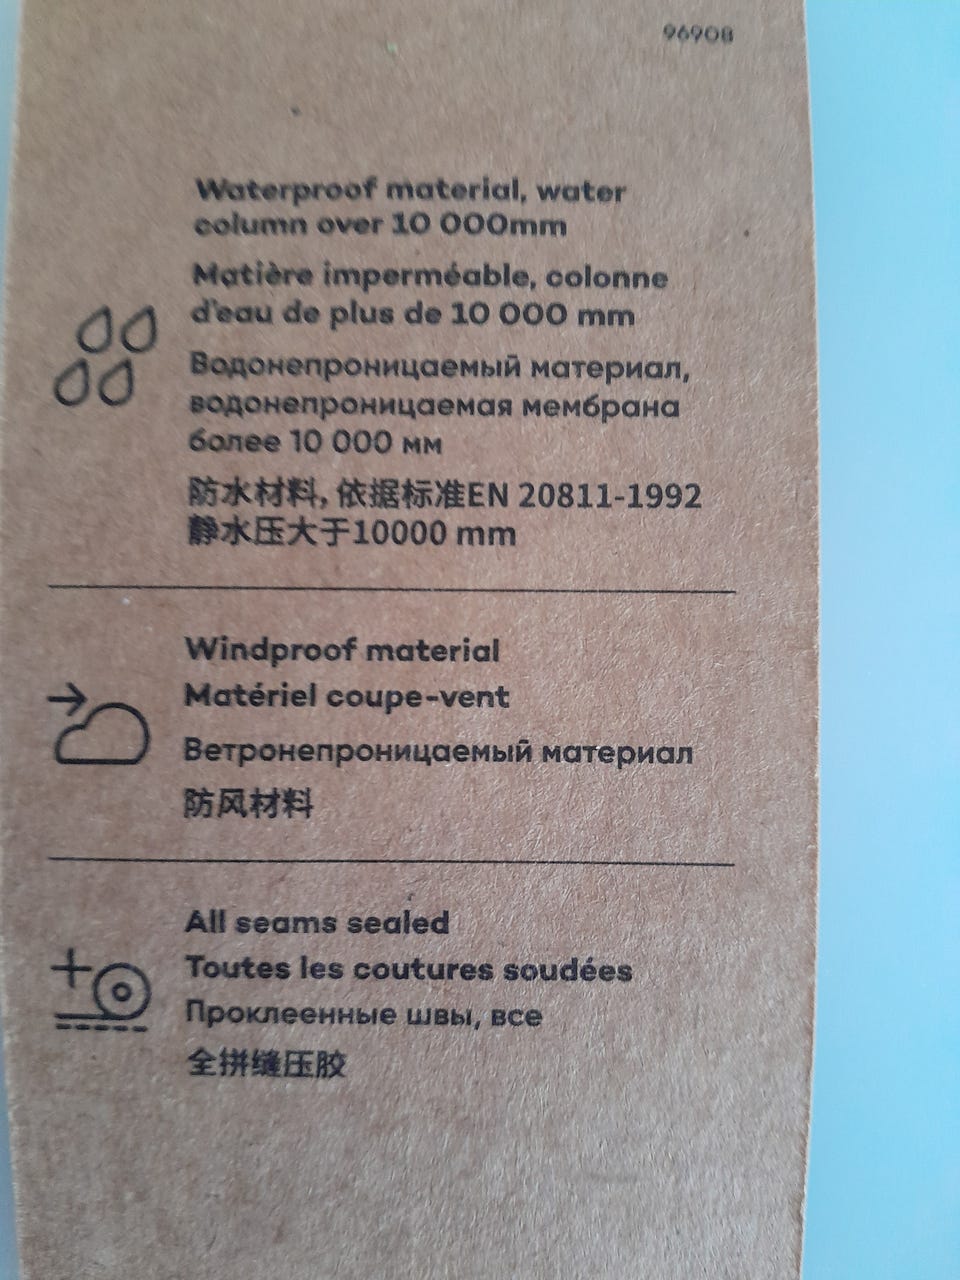 96908
Waterproof material, water
column over 10 000mm
Matière imperméable, colonne
d'eau de plus de 10 000 mm
Водонепроницаемый материал,
водонепроницаемая мембрана
более 10 000 мм
防水材料, 依据标准EN 20811-1992
静水压大于10000 mm
Windproof material
Matériel coupe-vent
Ветронепроницаемый материал
防风材料
All seams sealed
Toutes les coutures soudées
Проклеенные швы, все
全拼缝压胶